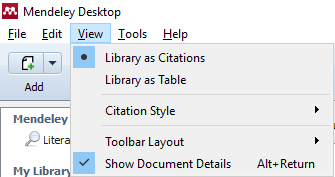 Mendeley Desktop
File Edit View Tools Help
Add
Library as Citations
Library as Table
Citation Style
Toolbar Layout
Show Document Details Alt+Return
Mendeley
Litera
My Library